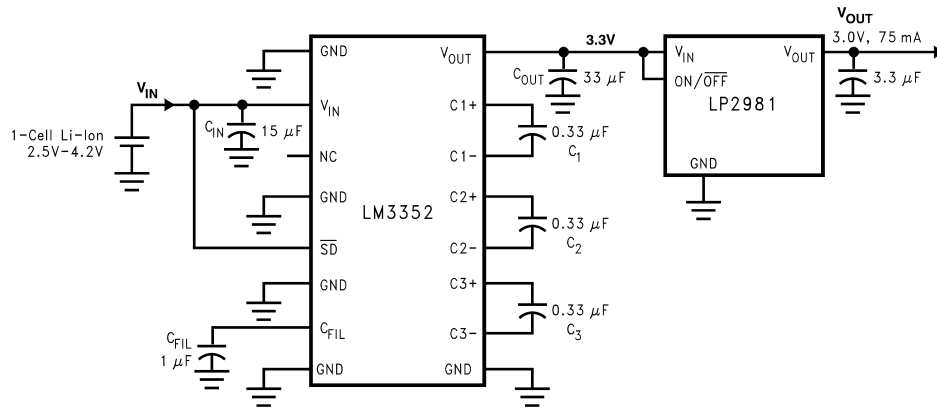 V_OUT
3.0V, 75 mA
GND
V_OUT
3.3V
V_IN
V_OUT
C_OUT
33 μF
ON/OFF
3.3 μF
LP2981
GND
V_IN
1-Cell Li-Ion
2.5V–4.2V
C_IN
15 μF
V_IN
NC
GND
SD
GND
C_FIL
GND
C_FIL
1 μF
LM3352
C1+
C1-
C2+
C2-
C3+
C3-
GND
0.33 μF
C_1
0.33 μF
C_2
0.33 μF
C_3